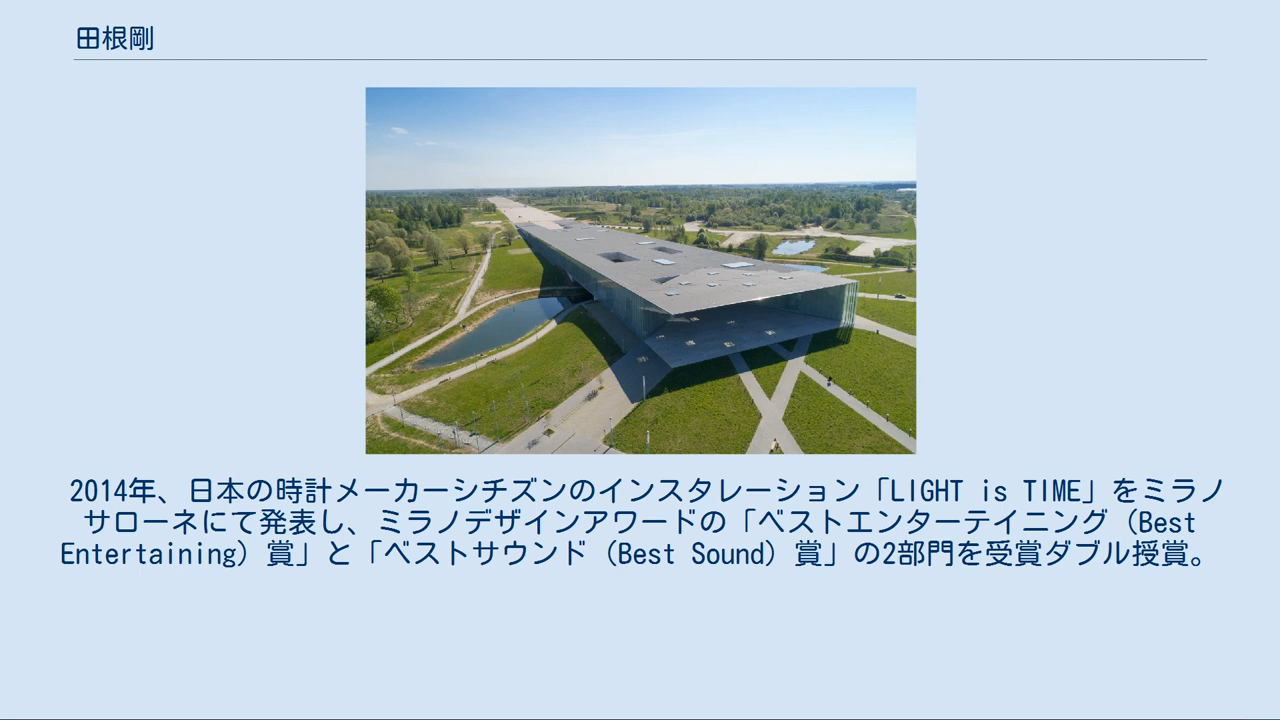 田根剛
2014年、日本の時計メーカーシチズンのインスタレーション「LIGHT is TIME」をミラノ
サローネにて発表し、ミラノデザインアワードの「ベストエンターテイニング（Best
Entertaining）賞」と「ベストサウンド（Best Sound）賞」の2部門を受賞ダブル授賞。